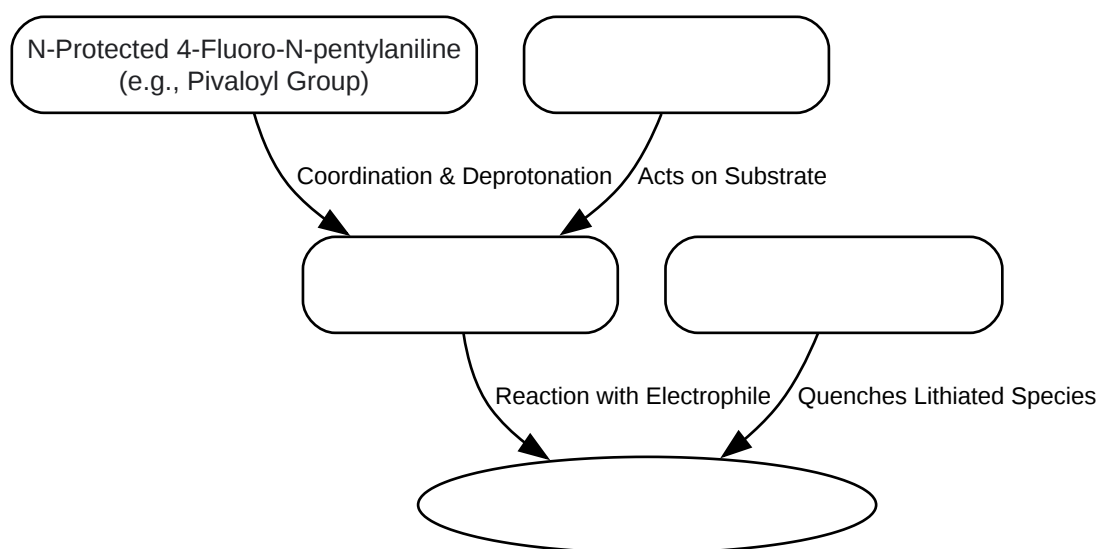 N-Protected 4-Fluoro-N-pentylaniline
(e.g., Pivaloyl Group)
Coordination & Deprotonation
Acts on Substrate
Reaction with Electrophile
Quenches Lithiated Species